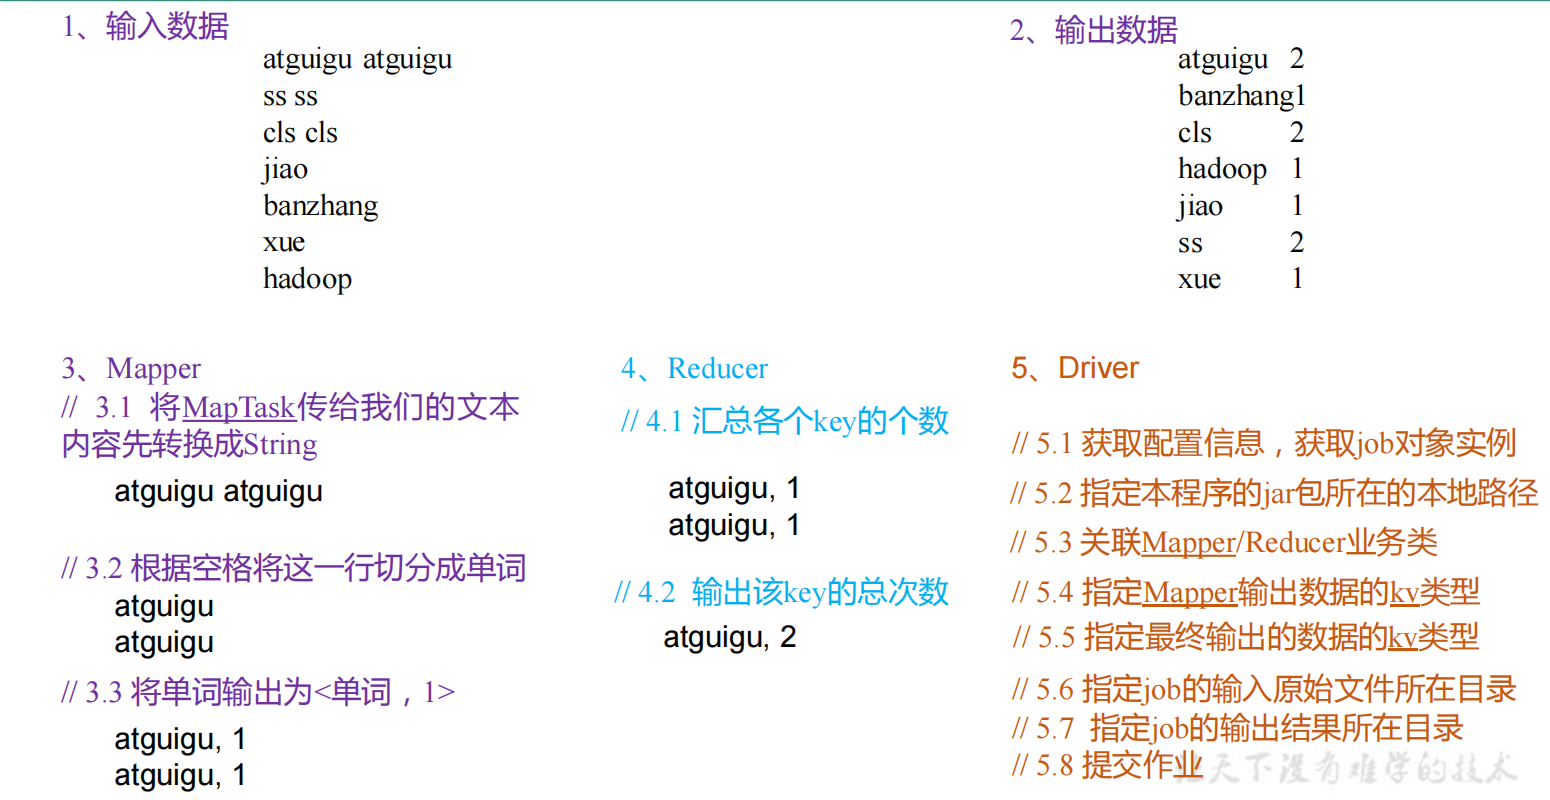 1、输入数据
atguigu atguigu
ss ss
cls cls
jiao
banzhang
xue
hadoop
2、输出数据
atguigu 2
banzhang1
cls 2
hadoop 1
jiao 1
ss 2
xue 1
3、Mapper
// 3.1 将MapTask传给我们的文本
内容先转换成String
atguigu atguigu
// 3.2 根据空格将这一行切分成单词
atguigu
atguigu
// 3.3 将单词输出为<单词，1>
atguigu, 1
atguigu, 1
4、Reducer
// 4.1 汇总各个key的个数
atguigu, 1
atguigu, 1
// 4.2 输出该key的总次数
atguigu, 2
5、Driver
// 5.1 获取配置信息，获取job对象实例
// 5.2 指定本程序的jar包所在的本地路径
// 5.3 关联Mapper/Reducer业务类
// 5.4 指定Mapper输出数据的kv类型
// 5.5 指定最终输出的数据的kv类型
// 5.6 指定job的输入原始文件所在目录
// 5.7 指定job的输出结果所在目录
// 5.8 提交作业
让天下没有难学的技术